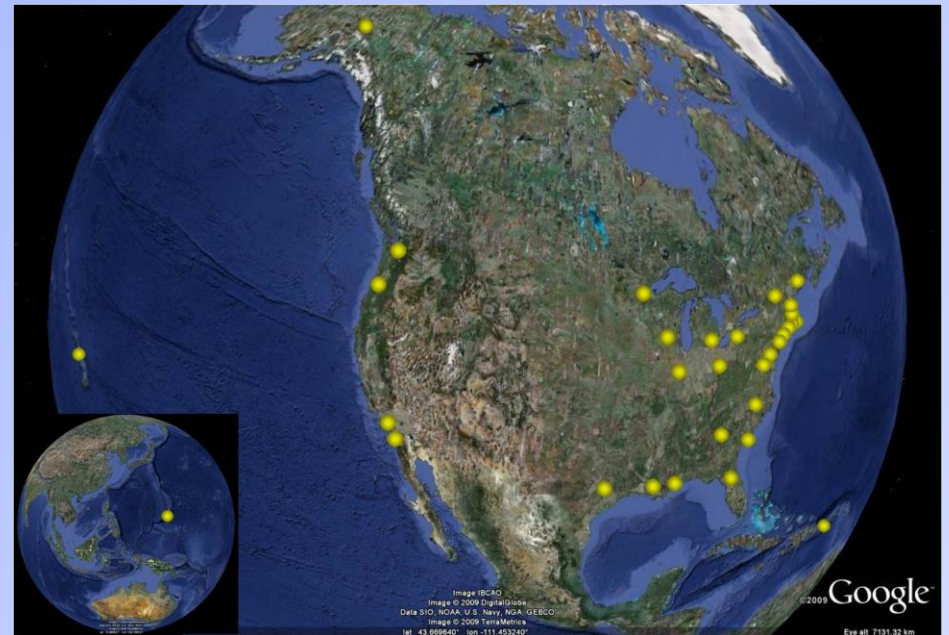 Image IBCAO
Image © 2009 DigitalGlobe
Data SIO, NOAA, U.S. Navy, NGA, GEBCO
Image © 2009 TerraMetrics
lat 43.669640° lon -111.453240°
©2009 Google™
Eye alt 7131.32 km